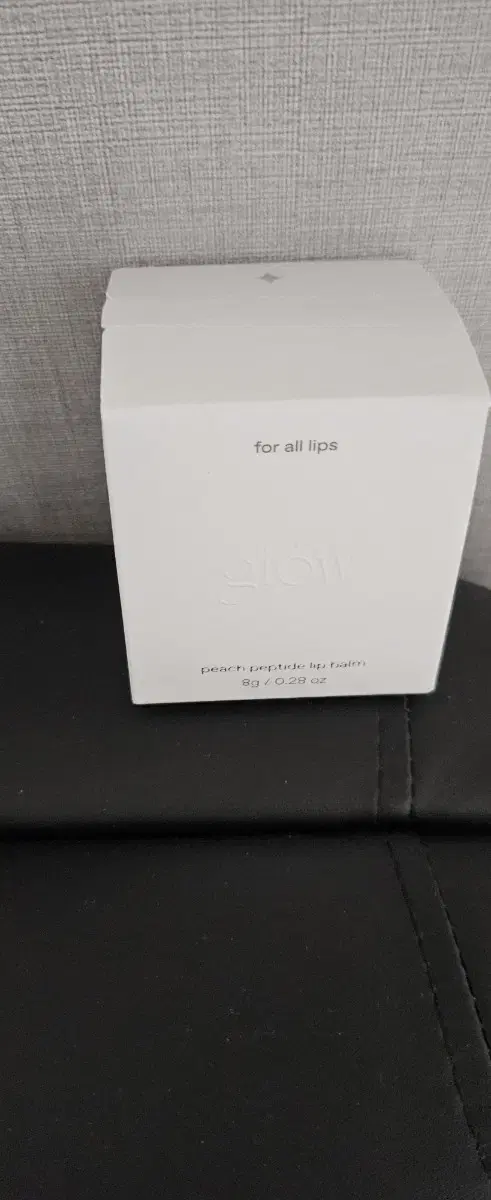 for all lips
glow
peach peptide lip balm
8g / 0.28 oz